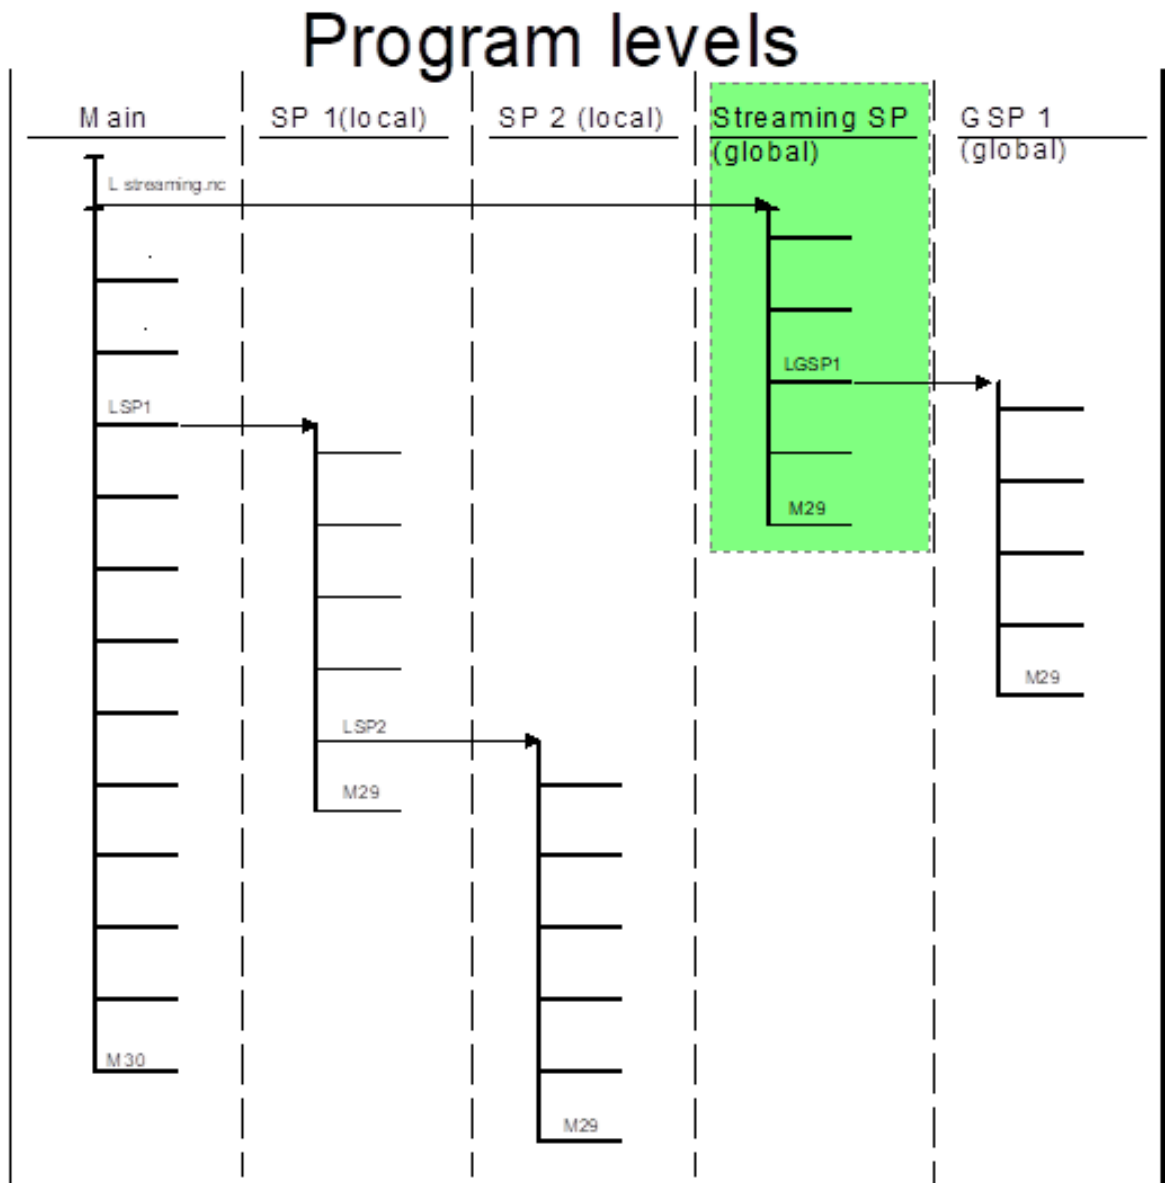 Program levels
Main
SP 1(local)
SP 2 (local)
Streaming SP
(global)
GSP 1
(global)
L streaming.nc
LGSP1
LSP1
M29
M29
LSP2
M29
M30
M29